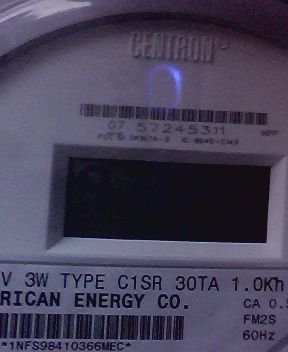 CENTRON
07 57245311
V 3W TYPE C1SR 30TA 1.0Kh
RICAN ENERGY CO.
CA 0.5
FM2S
60Hz
*1NFS98410366MEC*